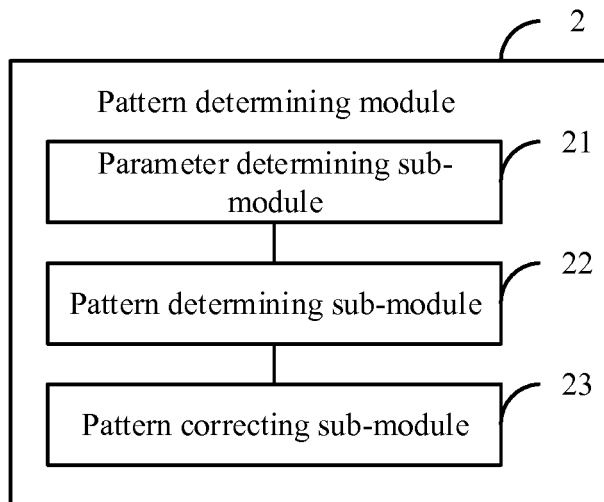 2
Pattern determining module
21
Parameter determining sub-
module
22
Pattern determining sub-module
23
Pattern correcting sub-module